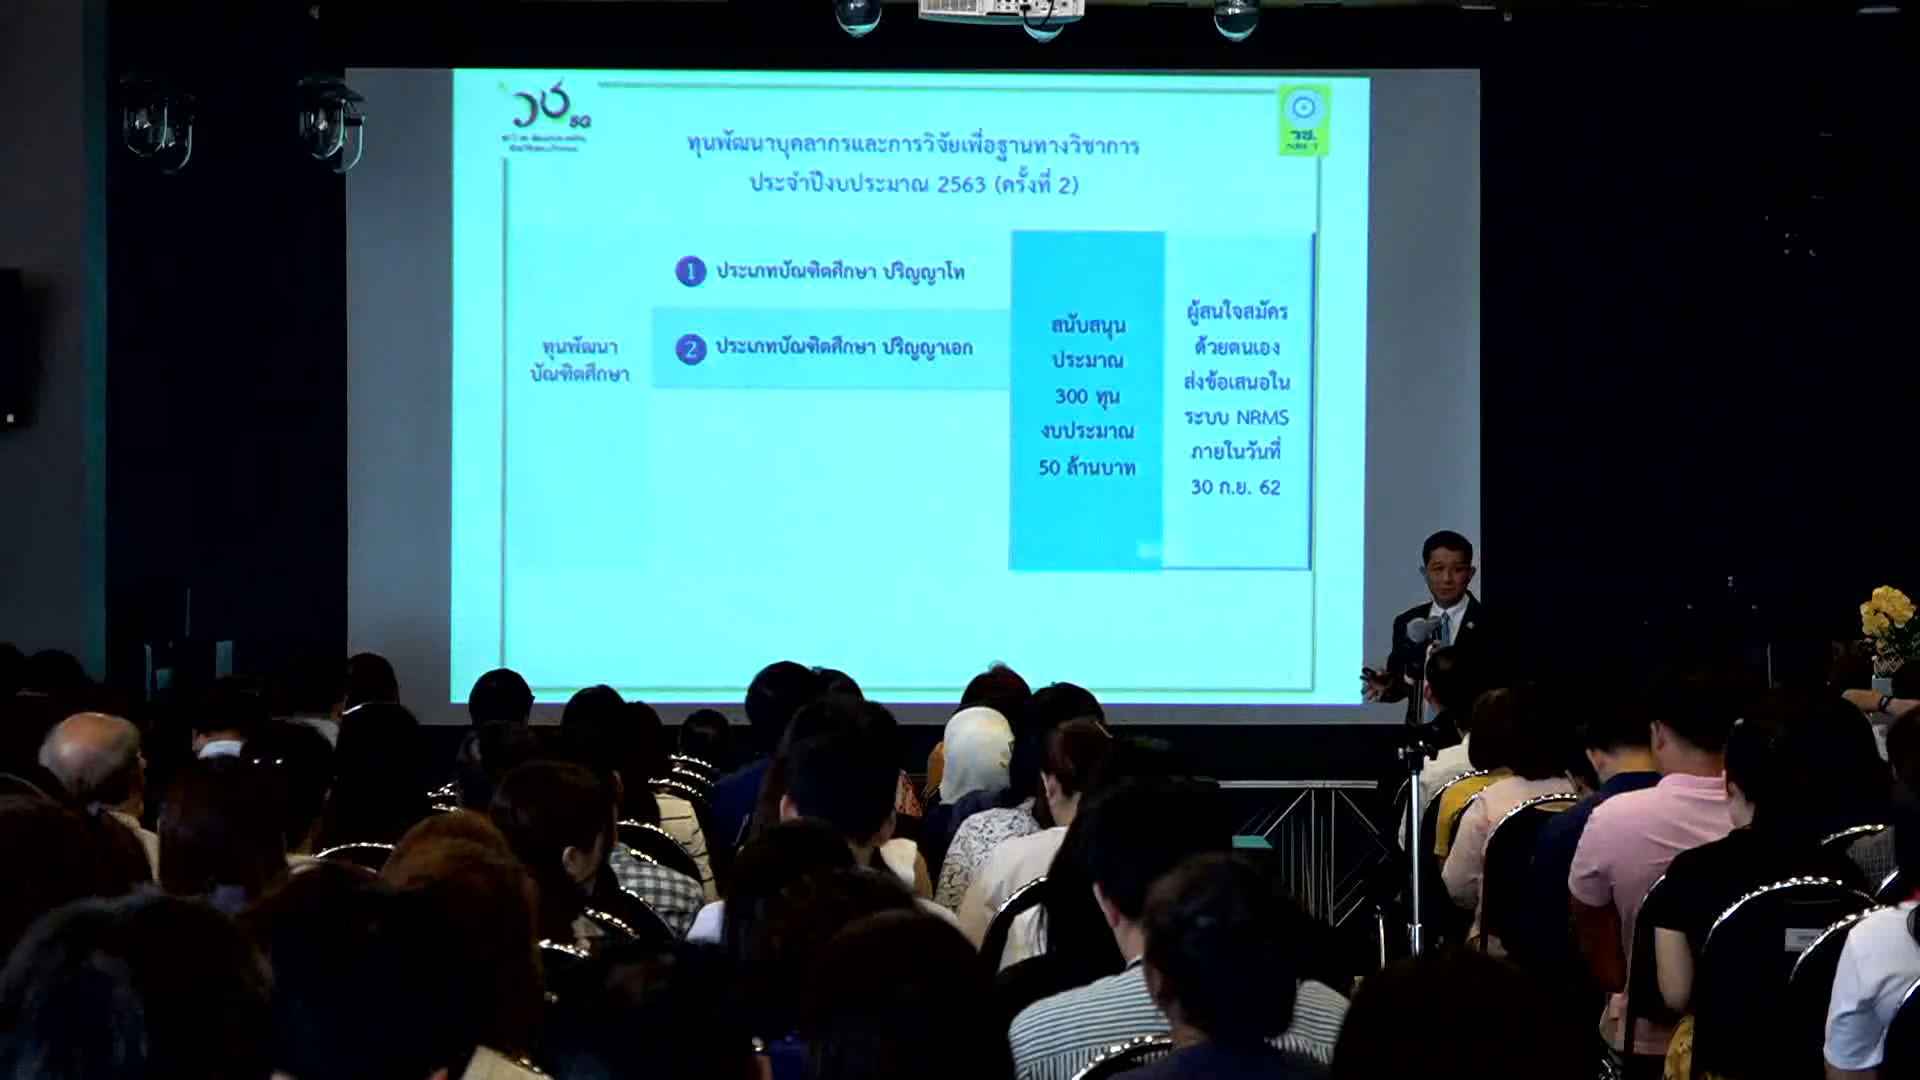 วช
5G
วช.
ทุนพัฒนาบุคลากรและการวิจัยเพื่อฐานทางวิชาการ
ประจำปีงบประมาณ 2563 (ครั้งที่ 2)
ทุนพัฒนา
บัณฑิตศึกษา
1 ประเภทบัณฑิตศึกษา ปริญญาโท
2 ประเภทบัณฑิตศึกษา ปริญญาเอก
สนับสนุน
ประมาณ
300 ทุน
งบประมาณ
50 ล้านบาท
ผู้สนใจสมัคร
ด้วยตนเอง
ส่งข้อเสนอใน
ระบบ NRMS
ภายในวันที่
30 ก.ย. 62